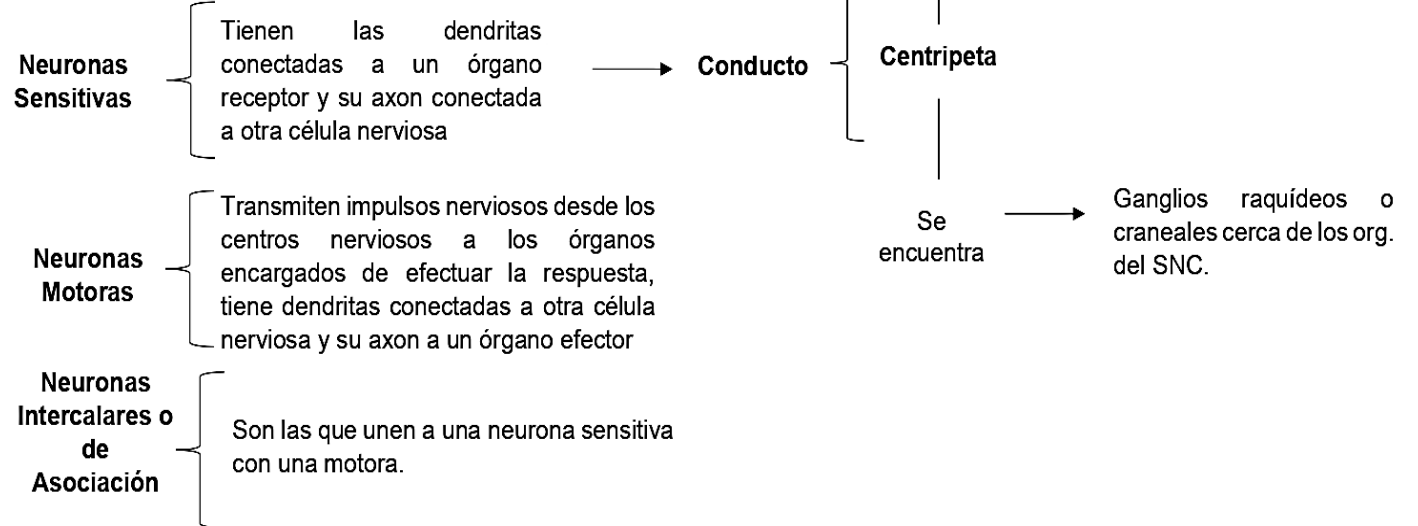 Neuronas
Sensitivas
Tienen las dendritas
conectadas a un órgano
receptor y su axon conectada
a otra célula nerviosa
Conducto
Centripeta
Se
encuentra
Ganglios raquídeos o
craneales cerca de los org.
del SNC.
Neuronas
Motoras
Transmiten impulsos nerviosos desde los
centros nerviosos a los órganos
encargados de efectuar la respuesta,
tiene dendritas conectadas a otra célula
nerviosa y su axon a un órgano efector
Neuronas
Intercalares o
de
Asociación
Son las que unen a una neurona sensitiva
con una motora.